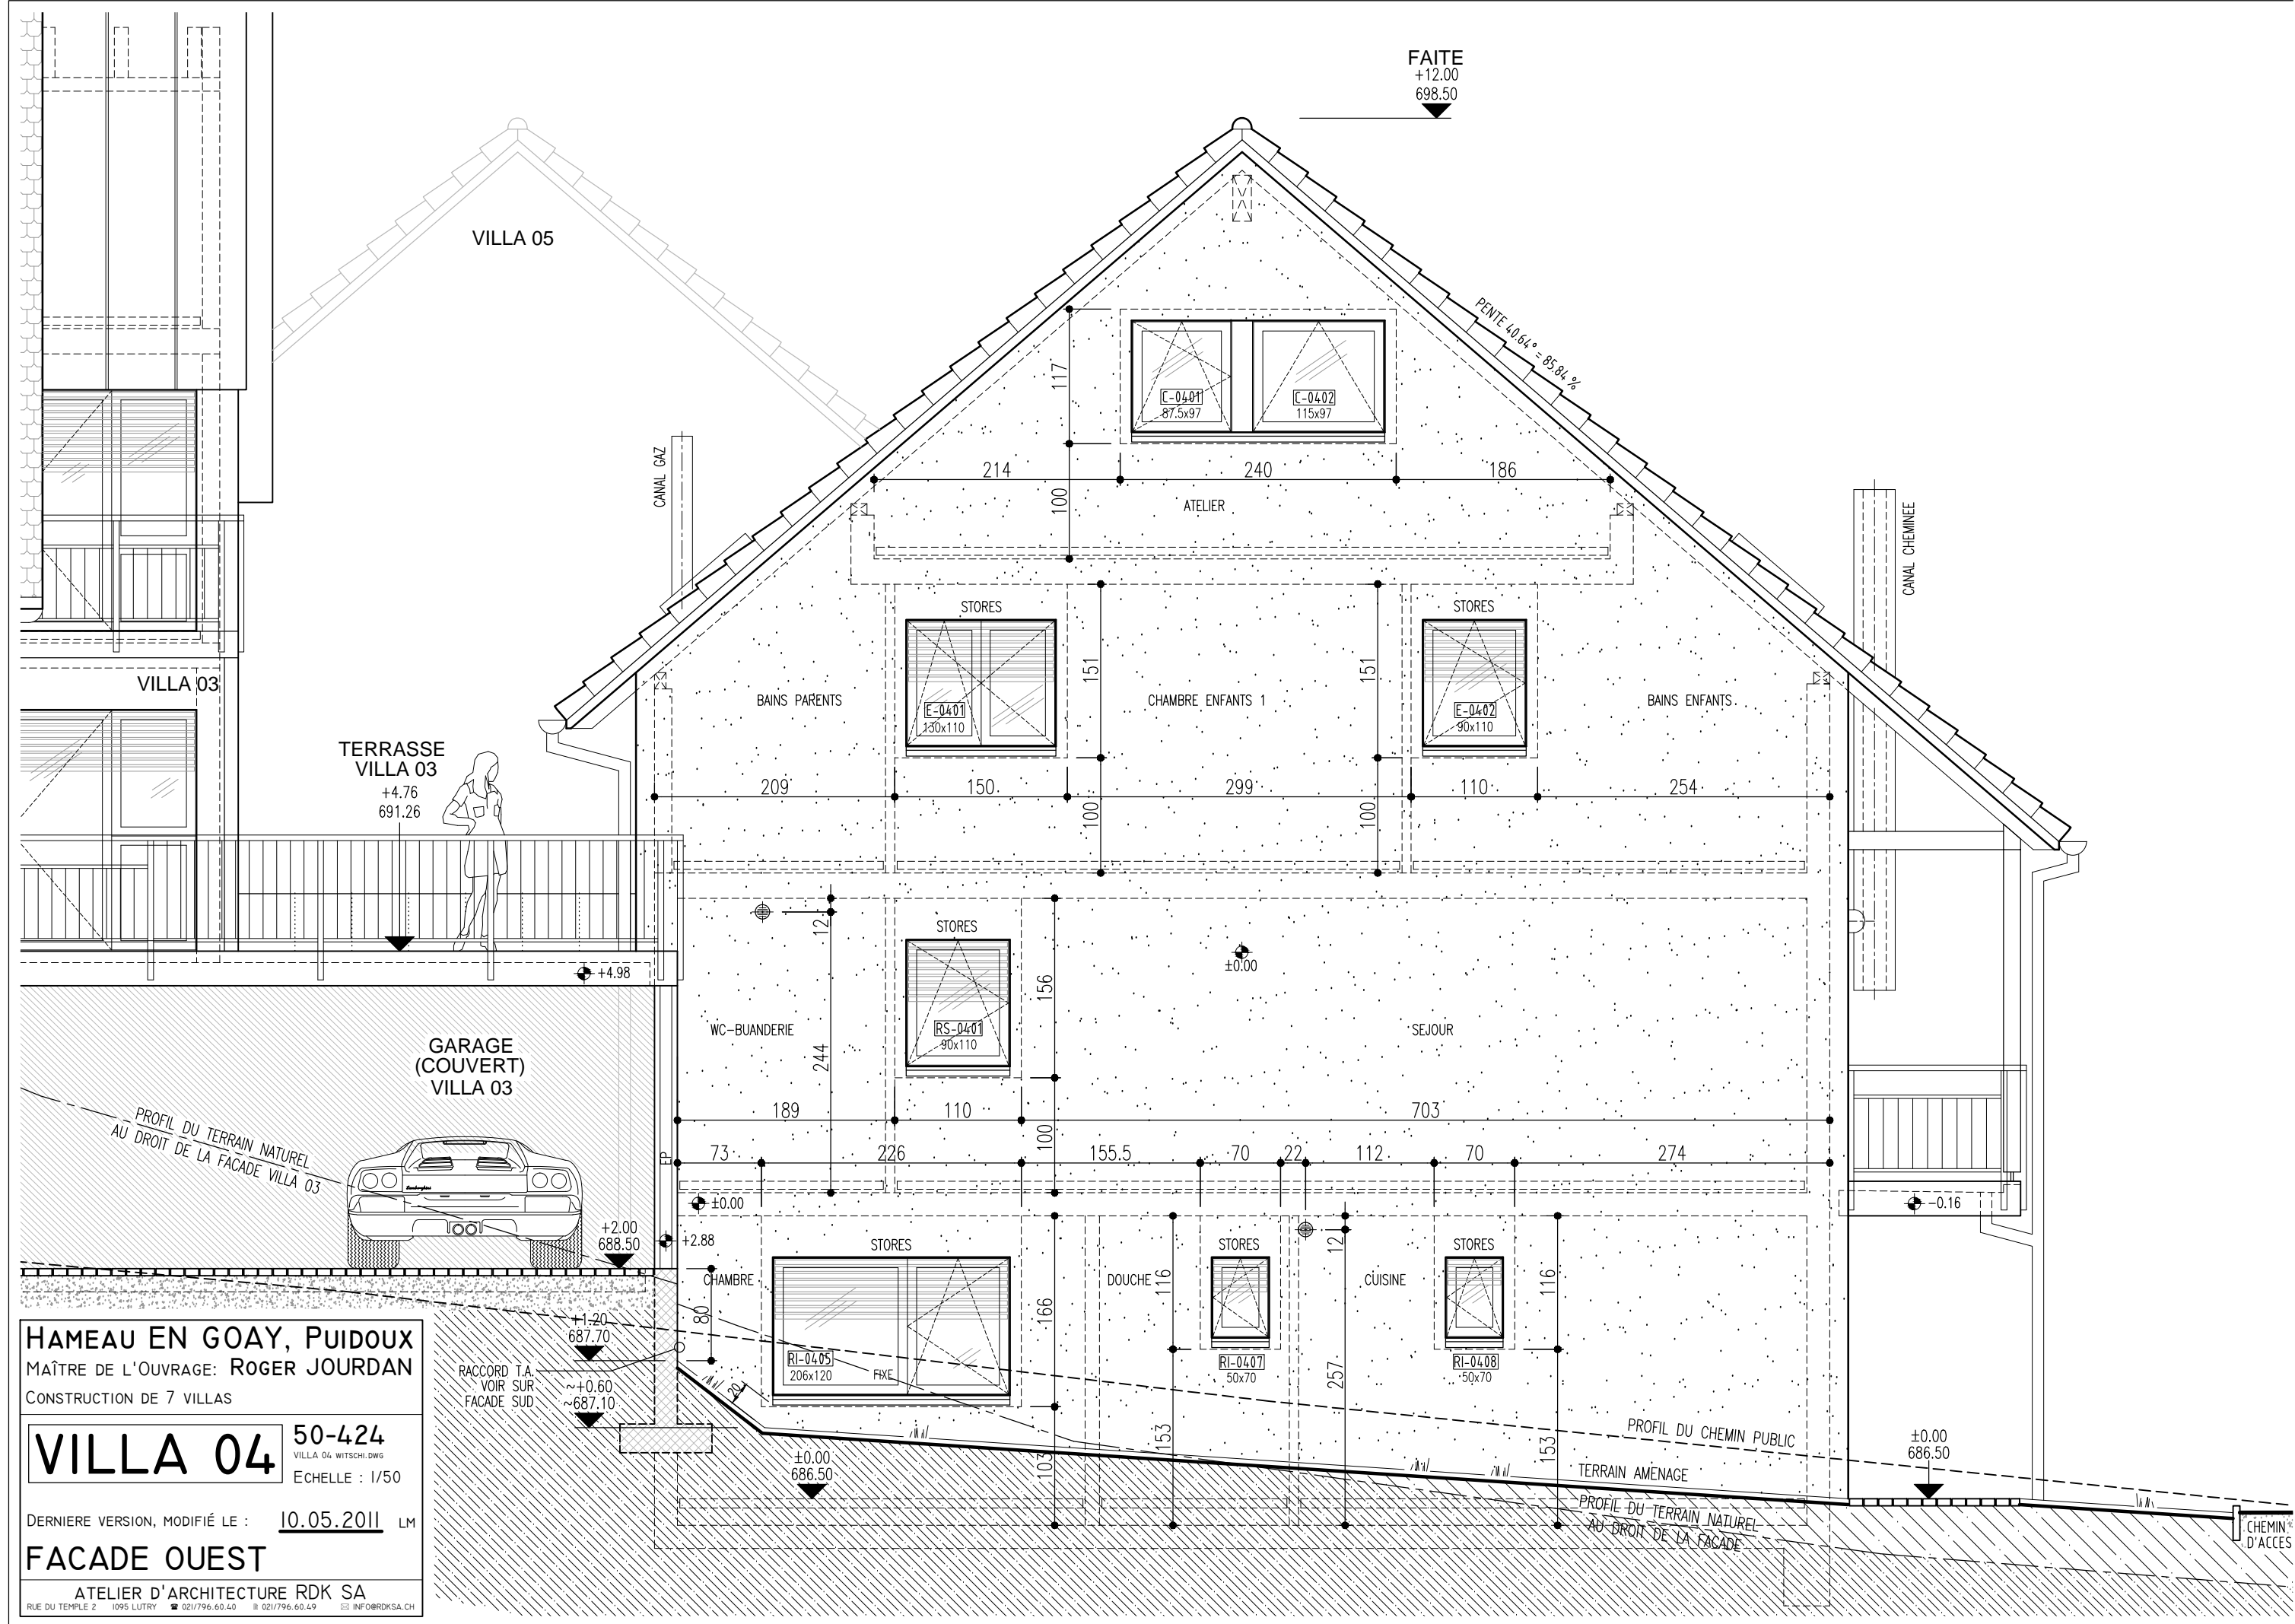 FAITE
+12.00
698.50
VILLA 05
PENTE 40.64° = 85.84 %
C-0401
87.5x97
C-0402
115x97
117
CANAL GAZ
214
240
186
100
ATELIER
CANAL CHEMINEE
STORES
STORES
VILLA 03
BAINS PARENTS
E-0401
130x110
151
CHAMBRE ENFANTS 1
151
E-0402
90x110
BAINS ENFANTS
TERRASSE
VILLA 03
+4.76
691.26
209
150
299
110
254
100
100
12
STORES
±0.00
+4.98
156
WC-BUANDERIE
RS-0401
90x110
SEJOUR
244
GARAGE
(COUVERT)
VILLA 03
PROFIL DU TERRAIN NATUREL
AU DROIT DE LA FACADE VILLA 03
189
110
703
100
EP
73
226
155.5
70
22
112
70
274
±0.00
-0.16
+2.00
688.50
+2.88
STORES
STORES
STORES
12
CHAMBRE
DOUCHE
116
CUISINE
116
80
166
+1.20
687.70
RI-0405
206x120
FIXE
RI-0407
50x70
RI-0408
50x70
257
RACCORD T.A.
VOIR SUR
FACADE SUD
~+0.60
~687.10
20
PROFIL DU CHEMIN PUBLIC
±0.00
686.50
103
153
153
TERRAIN AMENAGE
±0.00
686.50
PROFIL DU TERRAIN NATUREL
AU DROIT DE LA FACADE
CHEMIN
D'ACCES
HAMEAU EN GOAY, PUIDOUX
MAÎTRE DE L'OUVRAGE: ROGER JOURDAN
CONSTRUCTION DE 7 VILLAS
VILLA 04
50-424
VILLA 04 WITSCHI.DWG
ECHELLE : 1/50
DERNIERE VERSION, MODIFIÉ LE : 10.05.2011 LM
FACADE OUEST
ATELIER D'ARCHITECTURE RDK SA
RUE DU TEMPLE 2 1095 LUTRY 021/796.60.40 021/796.60.49 INFO@RDKSA.CH